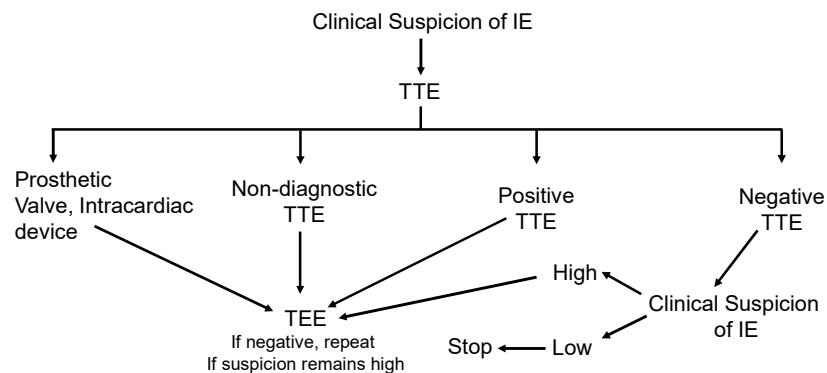 Clinical Suspicion of IE
TTE
Prosthetic
Valve, Intracardiac
device
Non-diagnostic
TTE
Positive
TTE
Negative
TTE
High
Clinical Suspicion
of IE
TEE
If negative, repeat
If suspicion remains high
Stop
Low